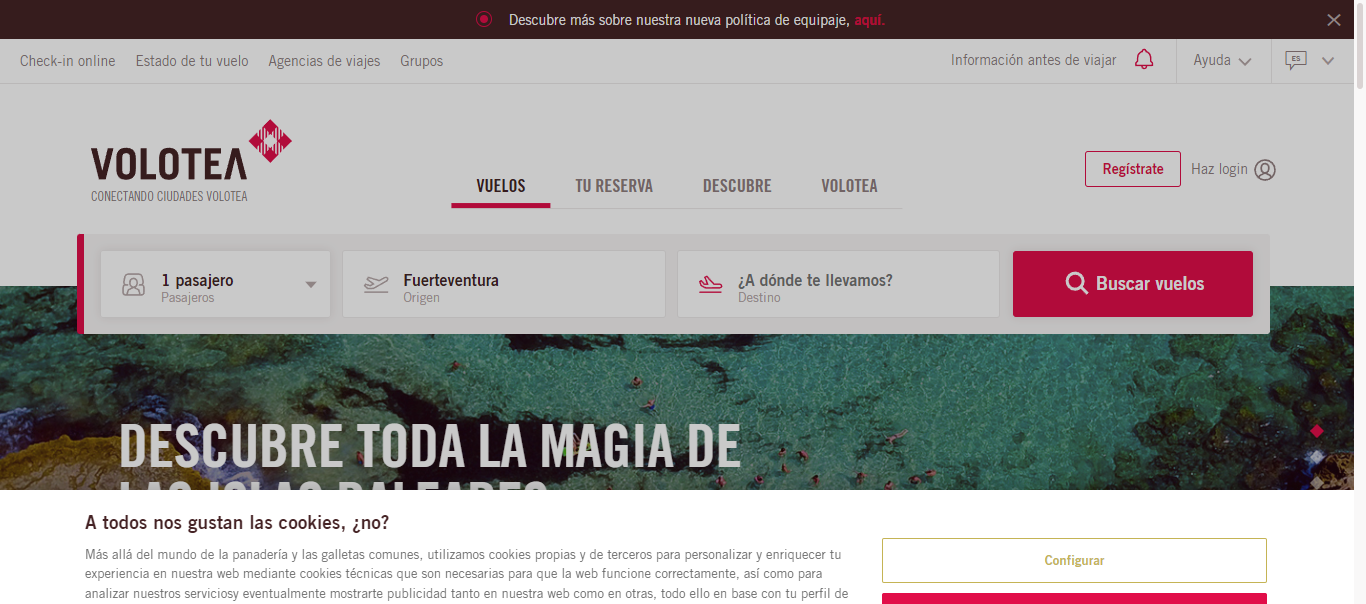 Descubre más sobre nuestra nueva política de equipaje, aquí.
Check-in online Estado de tu vuelo Agencias de viajes Grupos Información antes de viajar Ayuda ES
VOLOTEA
CONECTANDO CIUDADES VOLOTEA
VUELOS TU RESERVA DESCUBRE VOLOTEA
Regístrate Haz login
1 pasajero
Pasajeros
Fuerteventura
Origen
¿A dónde te llevamos?
Destino
Buscar vuelos
DESCUBRE TODA LA MAGIA DE
LAS ISLAS BALEARES
A todos nos gustan las cookies, ¿no?
Más allá del mundo de la panadería y las galletas comunes, utilizamos cookies propias y de terceros para personalizar y enriquecer tu
experiencia en nuestra web mediante cookies técnicas que son necesarias para que la web funcione correctamente, así como para
analizar nuestros serviciosy eventualmente mostrarte publicidad tanto en nuestra web como en otras, todo ello en base con tu perfil de
Configurar